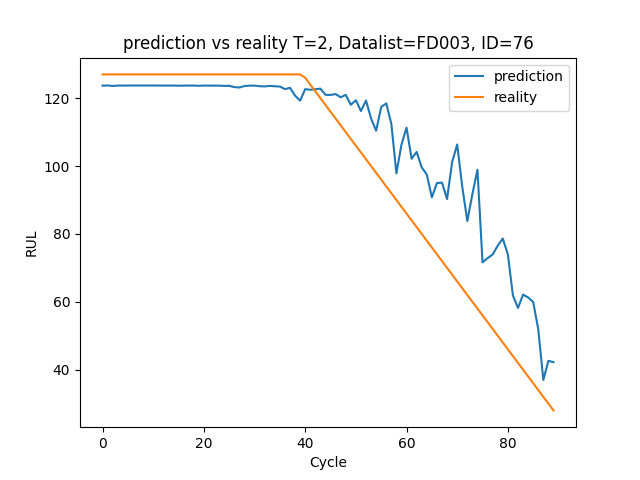 prediction vs reality T=2, Datalist=FD003, ID=76
prediction
reality
RUL
120
100
80
60
40
0 20 40 60 80
Cycle